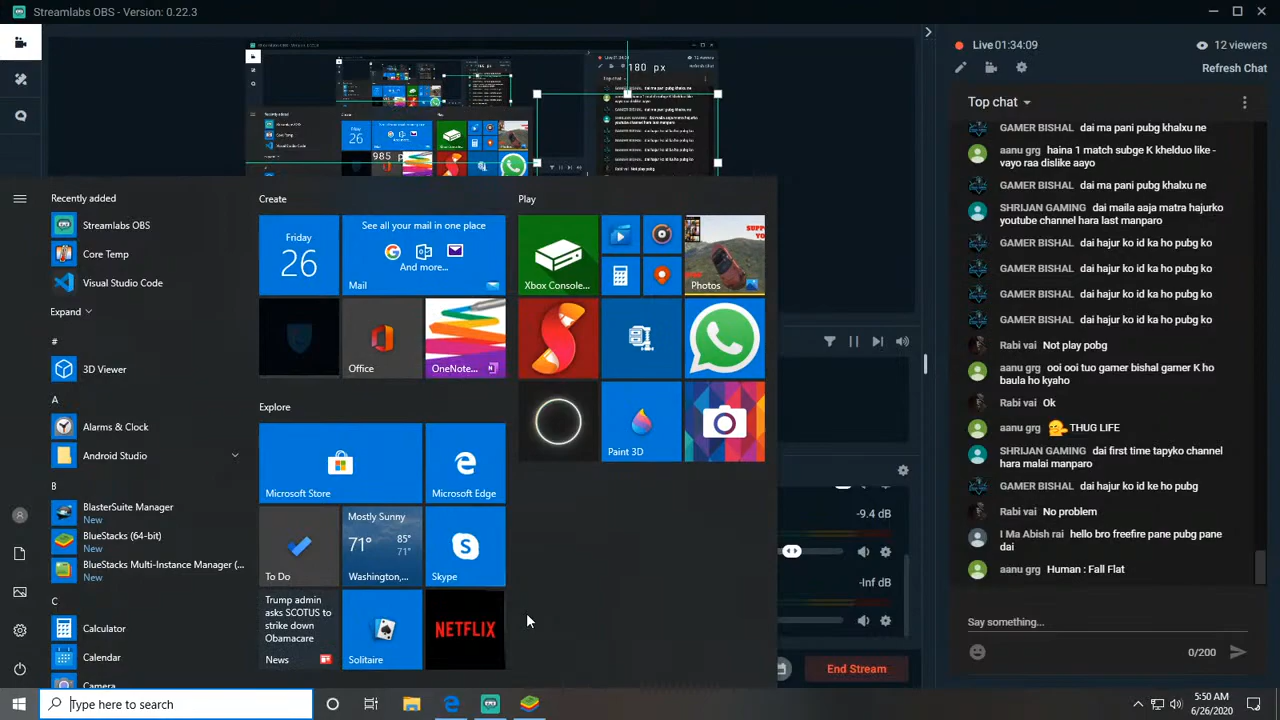 Streamlabs OBS - Version: 0.22.3
Live 01:34:09
12 viewers
Refresh Chat
Top chat
GAMER BISHAL dai ma pani pubg khalxu ne
aanu grg
GAMER BISHAL dai ma pani pubg khalxu ne
SHRIJAN GAMING dai maila aaja matra hajurko
youtube channel hara last manparo
GAMER BISHAL dai hajur ko id ka ho pubg ko
GAMER BISHAL dai hajur ko id ka ho pubg ko
GAMER BISHAL dai hajur ko id ka ho pubg ko
GAMER BISHAL dai hajur ko id ka ho pubg ko
Rabi vai Not play pobg
aanu grg ooi ooi tuo gamer bishal gamer k ho
baula ho kyaho
Rabi vai Ok
aanu grg THUG LIFE
SHRIJAN GAMING dai first time tapyko channel
hara malai manparo
GAMER BISHAL dai hajur ko id ke ho pubg
Rabi vai No problem
I Ma Abish rai hello bro freefire pane pubg pane
dai
aanu grg Human : Fall Flat
Say something...
0/200
180 px
985 p
Recently added
Streamlabs OBS
Core Temp
Visual Studio Code
Expand
#
3D Viewer
A
Alarms & Clock
Android Studio
B
BlasterSuite Manager
New
BlueStacks (64-bit)
New
BlueStacks Multi-Instance Manager (...
New
C
Calculator
Calendar
Camera
Create
Friday
26
See all your mail in one place
And more...
Mail
Office
OneNote...
Explore
Microsoft Store
Microsoft Edge
To Do
Mostly Sunny
71° 85°
71°
Washington,...
Skype
Trump admin
asks SCOTUS to
strike down
Obamacare
News
Solitaire
NETFLIX
Play
Xbox Console...
Photos
Paint 3D
-9.4 dB
-Inf dB
End Stream
Type here to search
:50 AM
6/26/2020